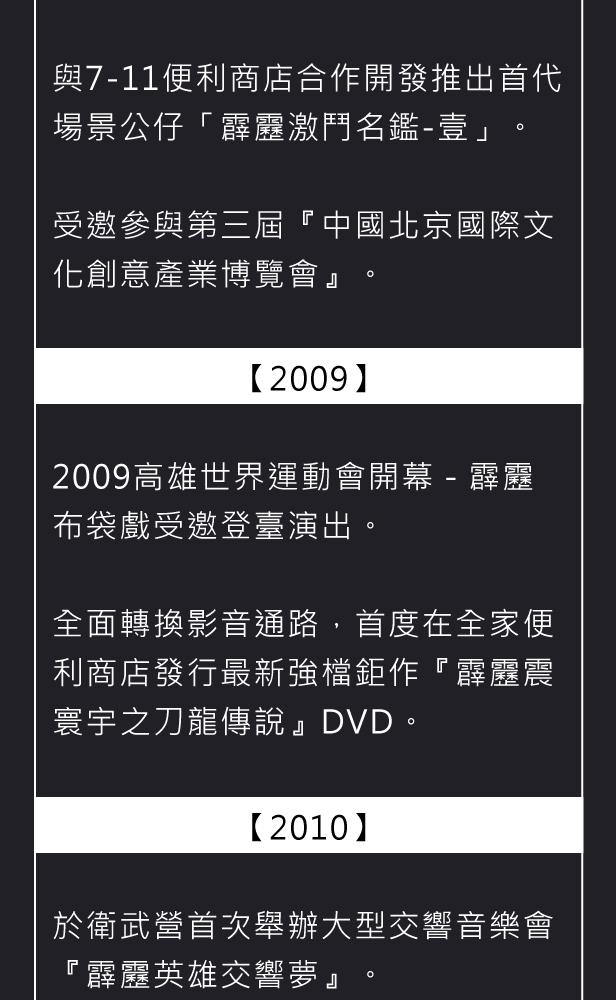 與7-11便利商店合作開發推出首代
場景公仔「霹靂激鬥名鑑-壹」。
受邀參與第三屆『中國北京國際文
化創意產業博覽會』。
【2009】
2009高雄世界運動會開幕 - 霹靂
布袋戲受邀登臺演出。
全面轉換影音通路，首度在全家便
利商店發行最新強檔鉅作『霹靂震
寰宇之刀龍傳說』DVD。
【2010】
於衛武營首次舉辦大型交響音樂會
『霹靂英雄交響夢』。